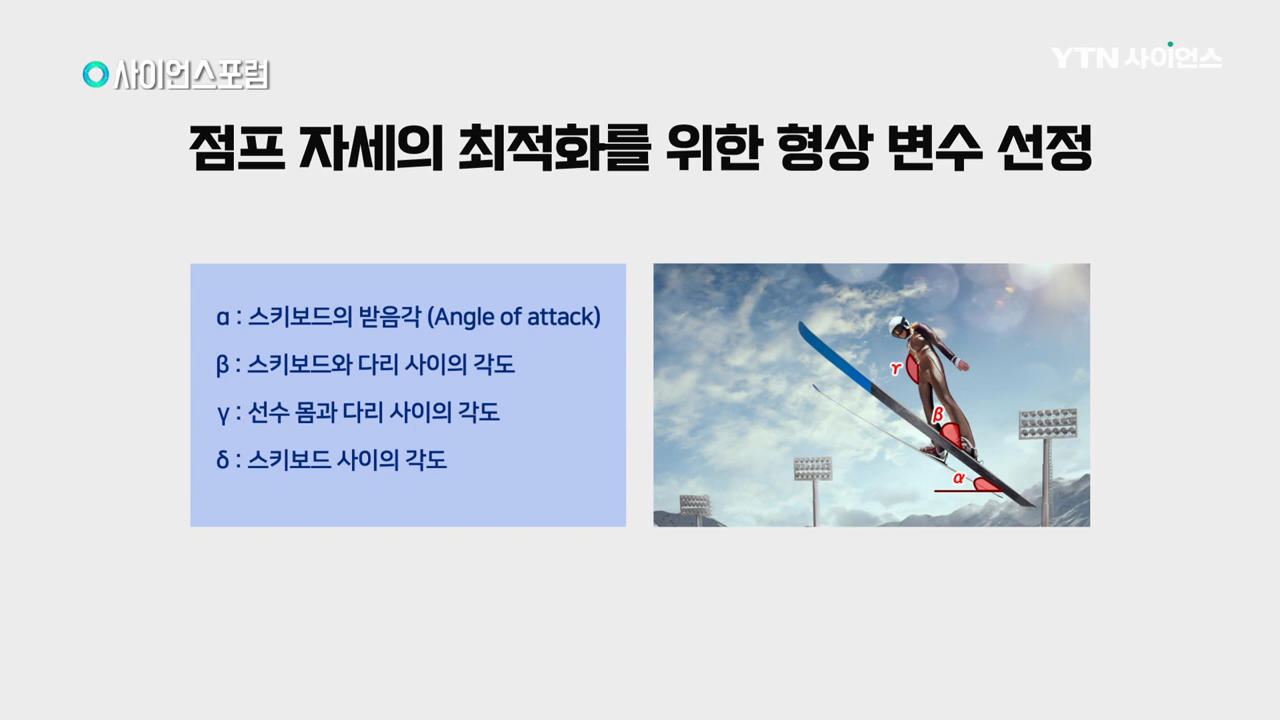 사이언스포럼
YTN 사이언스
점프 자세의 최적화를 위한 형상 변수 선정
α : 스키보드의 받음각 (Angle of attack)
β : 스키보드와 다리 사이의 각도
γ : 선수 몸과 다리 사이의 각도
δ : 스키보드 사이의 각도
γ
β
α